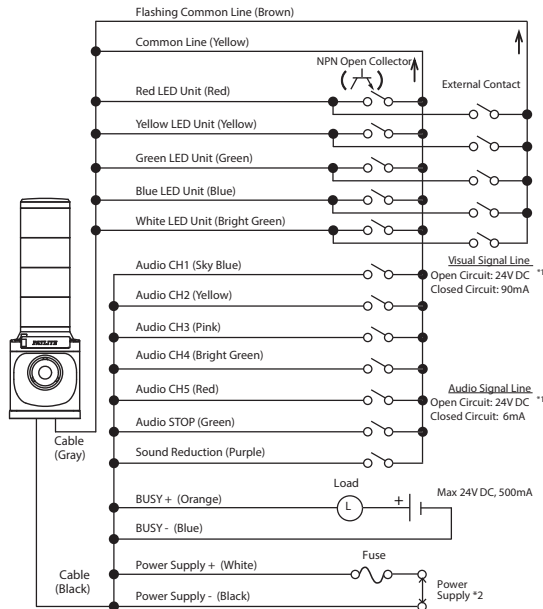 Flashing Common Line (Brown)
Common Line (Yellow)
NPN Open Collector
External Contact
Red LED Unit (Red)
Yellow LED Unit (Yellow)
Green LED Unit (Green)
Blue LED Unit (Blue)
White LED Unit (Bright Green)
Visual Signal Line
Open Circuit: 24V DC *1
Closed Circuit: 90mA
Audio CH1 (Sky Blue)
Audio CH2 (Yellow)
Audio CH3 (Pink)
Audio CH4 (Bright Green)
Audio CH5 (Red)
Audio Signal Line
Open Circuit: 24V DC *1
Closed Circuit: 6mA
Audio STOP (Green)
Sound Reduction (Purple)
PATLITE
Cable
(Gray)
Load
L
+
Max 24V DC, 500mA
BUSY + (Orange)
BUSY - (Blue)
Fuse
Power Supply + (White)
Power Supply - (Black)
Cable
(Black)
Power
Supply *2